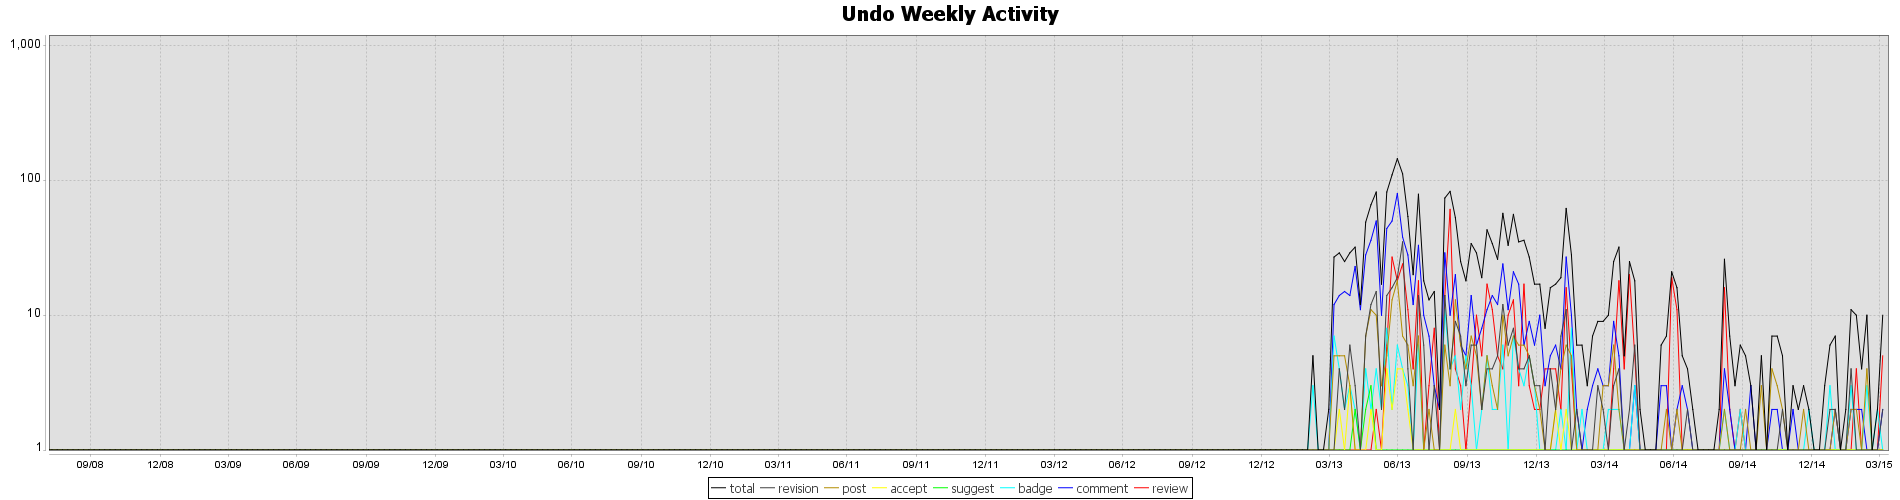 Undo Weekly Activity
1,000
100
10
1
09/08 12/08 03/09 06/09 09/09 12/09 03/10 06/10 09/10 12/10 03/11 06/11 09/11 12/11 03/12 06/12 09/12 12/12 03/13 06/13 09/13 12/13 03/14 06/14 09/14 12/14 03/15
total revision post accept suggest badge comment review